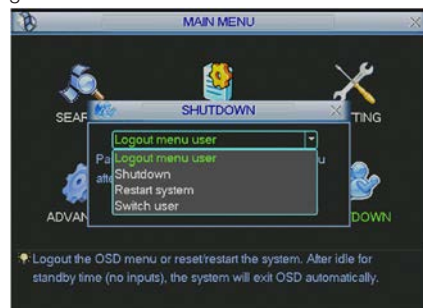 MAIN MENU
SHUTDOWN
SEAR
TING
Logout menu user
Pa
u
Logout menu user
afte
Shutdown
Restart system
Switch user
ADVAN
DOWN
Logout the OSD menu or reset/restart the system. After idle for
standby time (no inputs), the system will exit OSD automatically.